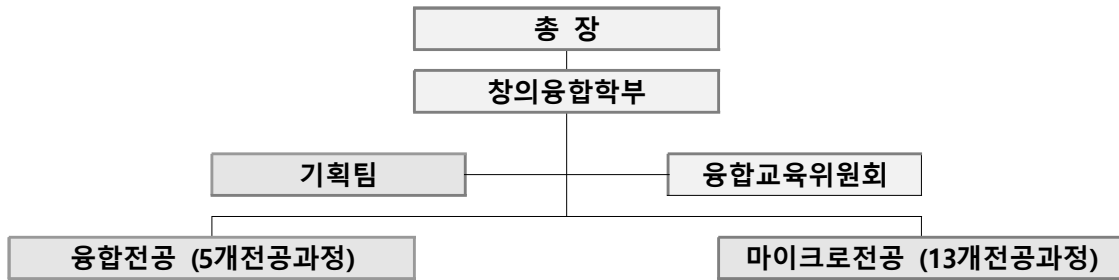 총 장
창의융합학부
기획팀
융합교육위원회
융합전공 (5개전공과정)
마이크로전공 (13개전공과정)